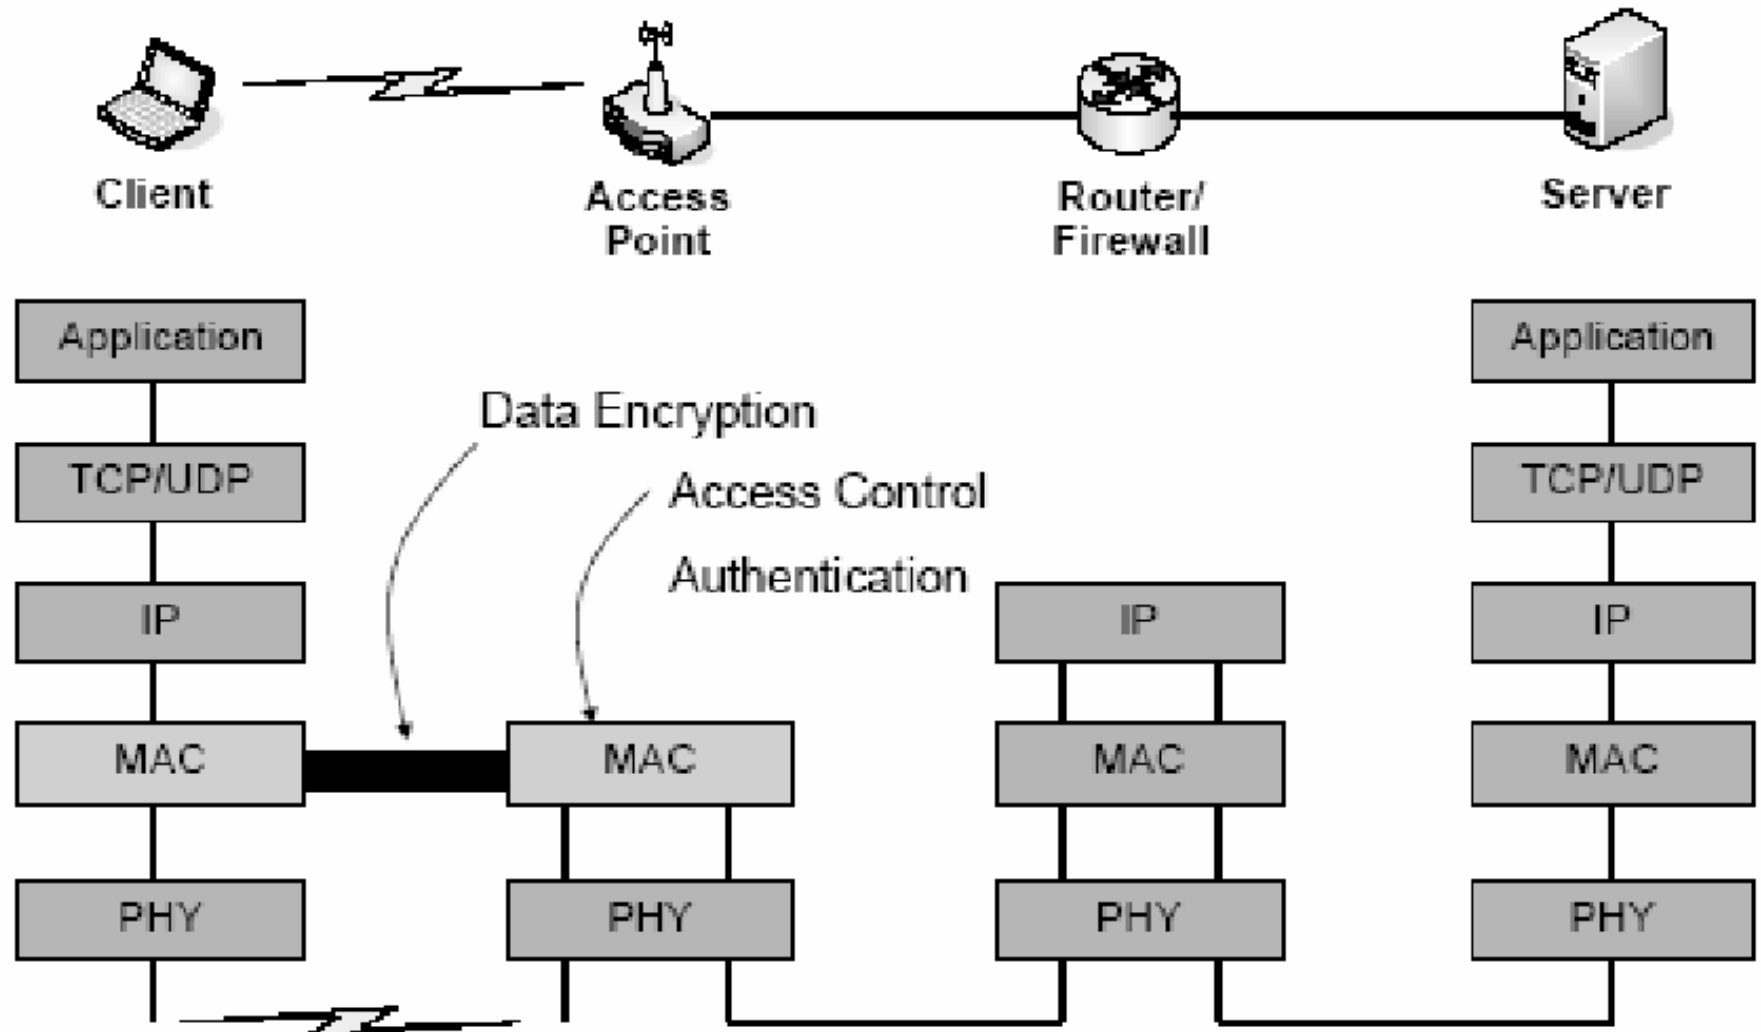 Client
Access
Point
Router/
Firewall
Server
Application
Application
Data Encryption
TCP/UDP
Access Control
TCP/UDP
Authentication
IP
IP
IP
MAC
MAC
MAC
MAC
PHY
PHY
PHY
PHY